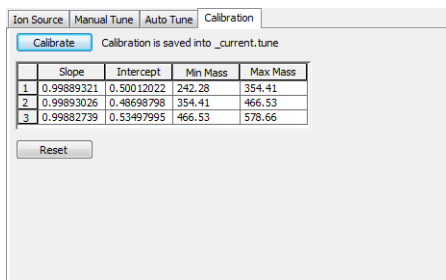 Ion Source Manual Tune Auto Tune Calibration
Calibrate Calibration is saved into _current.tune
Slope Intercept Min Mass Max Mass
1 0.99889321 0.50012022 242.28 354.41
2 0.99893026 0.48698798 354.41 466.53
3 0.99882739 0.53497995 466.53 578.66
Reset